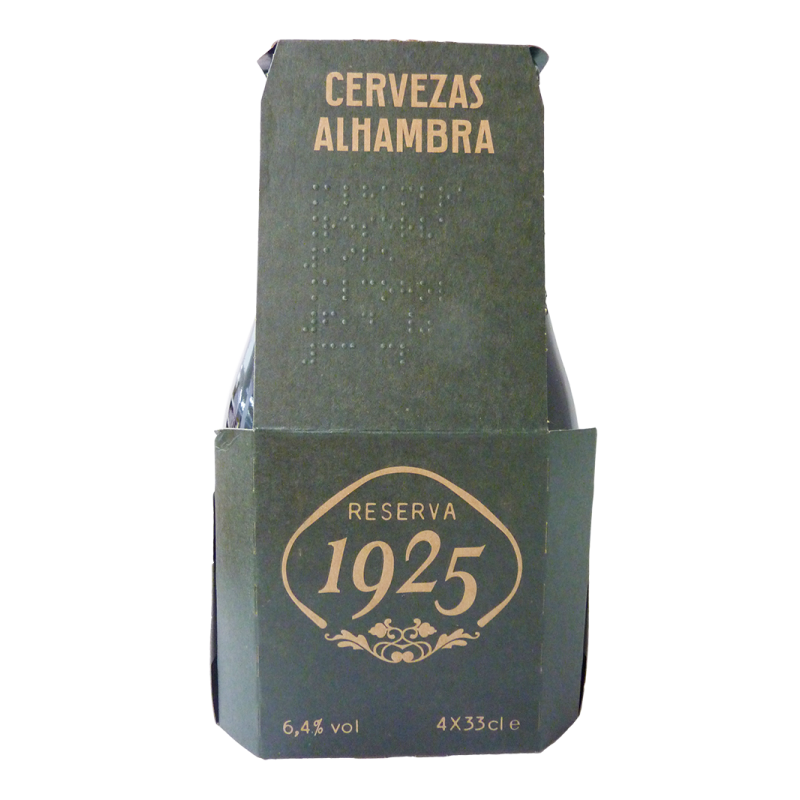 CERVEZAS
ALHAMBRA
RESERVA
1925
6,4% vol
4X33cl e